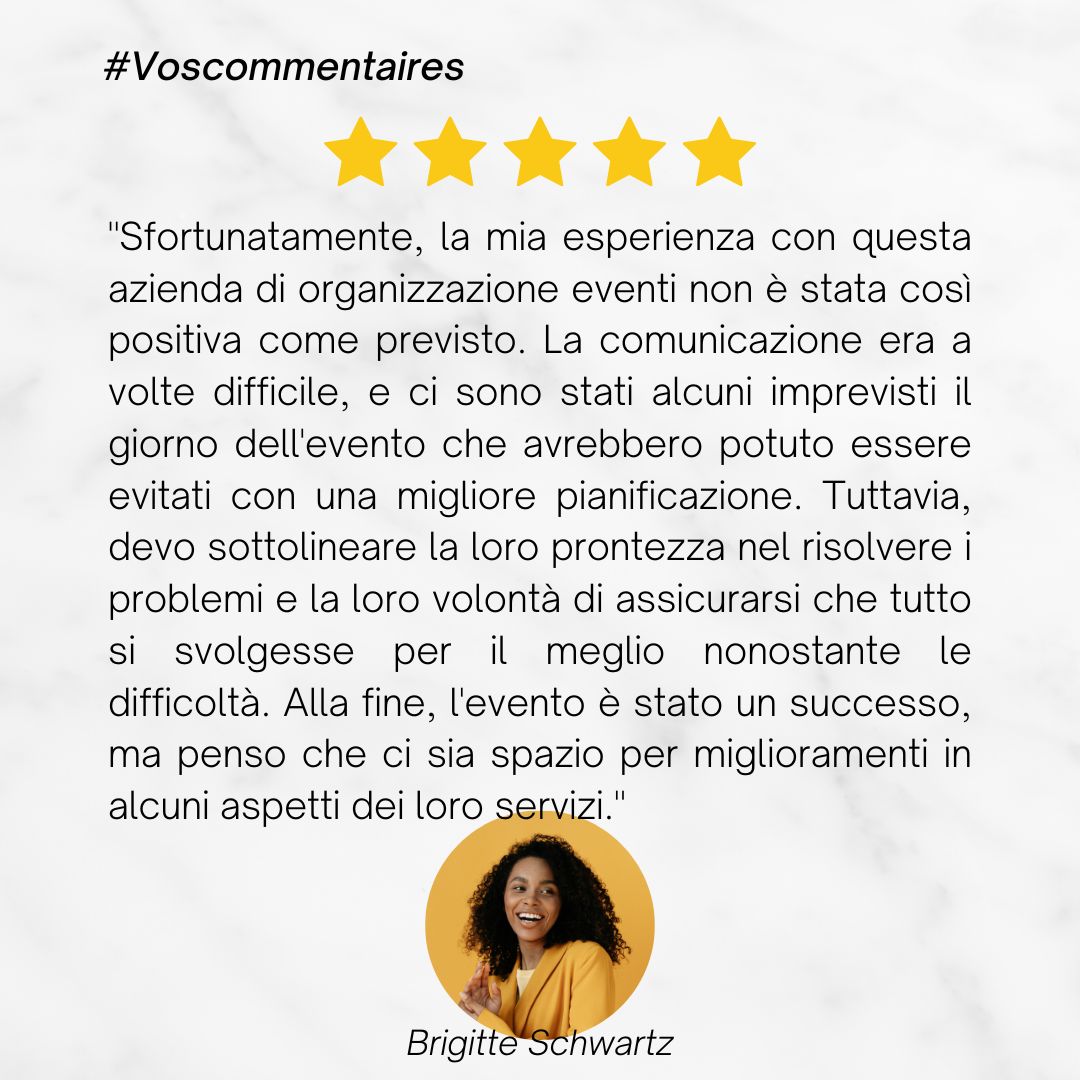 #Voscommentaires
"Sfortunatamente, la mia esperienza con questa
azienda di organizzazione eventi non è stata così
positiva come previsto. La comunicazione era a
volte difficile, e ci sono stati alcuni imprevisti il
giorno dell'evento che avrebbero potuto essere
evitati con una migliore pianificazione. Tuttavia,
devo sottolineare la loro prontezza nel risolvere i
problemi e la loro volontà di assicurarsi che tutto
si svolgesse per il meglio nonostante le
difficoltà. Alla fine, l'evento è stato un successo,
ma penso che ci sia spazio per miglioramenti in
alcuni aspetti dei loro servizi."
Brigitte Schwartz